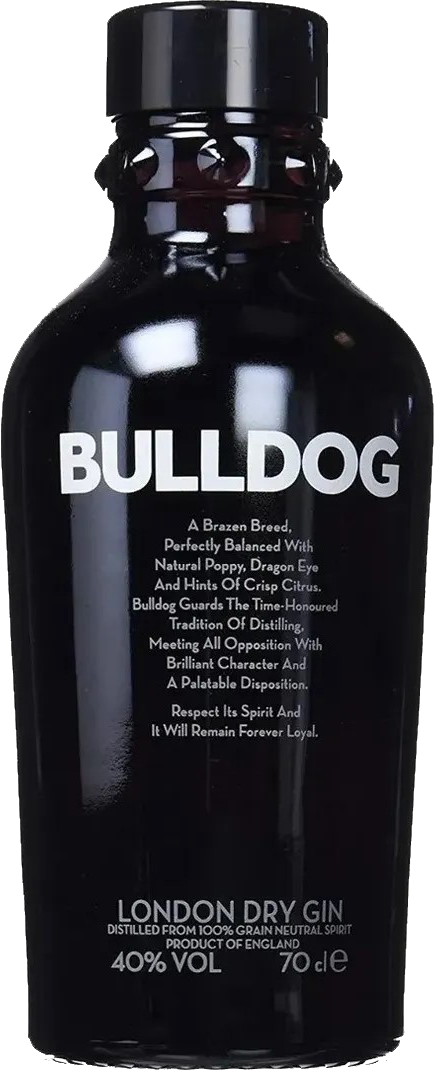 BULLDOG
A Brazen Breed,
Perfectly Balanced With
Natural Poppy, Dragon Eye
And Hints Of Crisp Citrus.
Bulldog Guards The Time-Honoured
Tradition Of Distilling,
Meeting All Opposition With
Brilliant Character And
A Palatable Disposition.
Respect Its Spirit And
It Will Remain Forever Loyal.
LONDON DRY GIN
DISTILLED FROM 100% GRAIN NEUTRAL SPIRIT
PRODUCT OF ENGLAND
40% VOL 70 cl e